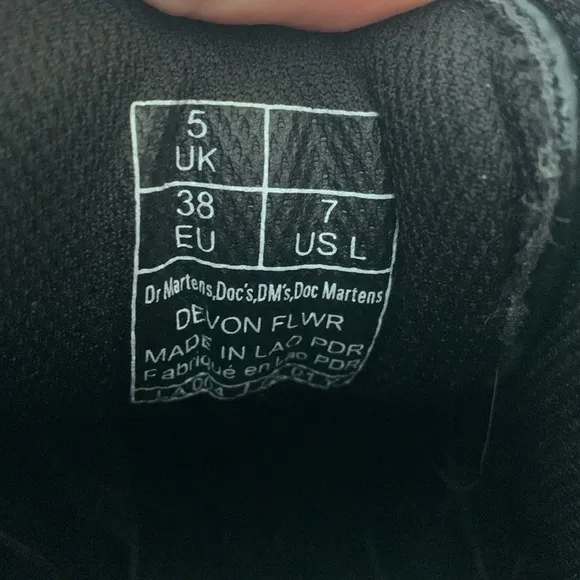 5
UK
38
EU
7
US L
Dr Martens,Doc's,DM's,Doc Martens
DEVON FLWR
MADE IN LAO PDR
Fabriqué en Lao PDR